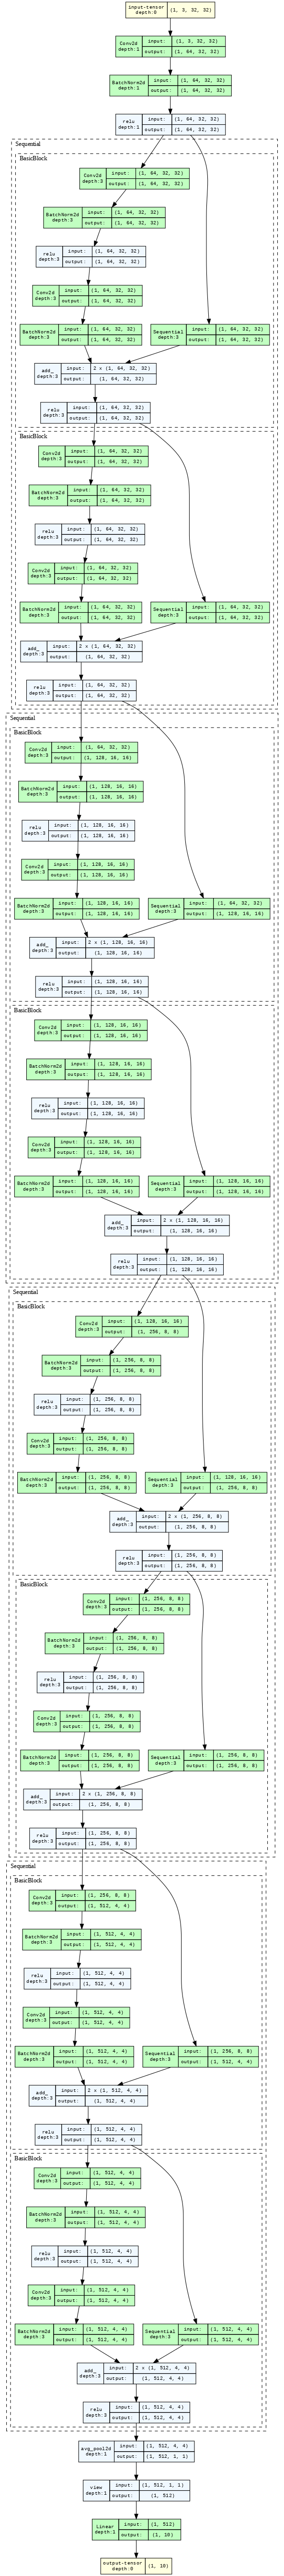 input-tensor
depth:0 (1, 3, 32, 32)
Conv2d input: (1, 3, 32, 32)
depth:1 output: (1, 64, 32, 32)
BatchNorm2d input: (1, 64, 32, 32)
depth:1 output: (1, 64, 32, 32)
relu input: (1, 64, 32, 32)
depth:1 output: (1, 64, 32, 32)
Sequential
BasicBlock
Conv2d input: (1, 64, 32, 32)
depth:3 output: (1, 64, 32, 32)
BatchNorm2d input: (1, 64, 32, 32)
depth:3 output: (1, 64, 32, 32)
relu input: (1, 64, 32, 32)
depth:3 output: (1, 64, 32, 32)
Conv2d input: (1, 64, 32, 32)
depth:3 output: (1, 64, 32, 32)
BatchNorm2d input: (1, 64, 32, 32)
depth:3 output: (1, 64, 32, 32)
Sequential input: (1, 64, 32, 32)
depth:3 output: (1, 64, 32, 32)
add_ input: 2 x (1, 64, 32, 32)
depth:3 output: (1, 64, 32, 32)
relu input: (1, 64, 32, 32)
depth:3 output: (1, 64, 32, 32)
BasicBlock
Conv2d input: (1, 64, 32, 32)
depth:3 output: (1, 64, 32, 32)
BatchNorm2d input: (1, 64, 32, 32)
depth:3 output: (1, 64, 32, 32)
relu input: (1, 64, 32, 32)
depth:3 output: (1, 64, 32, 32)
Conv2d input: (1, 64, 32, 32)
depth:3 output: (1, 64, 32, 32)
BatchNorm2d input: (1, 64, 32, 32)
depth:3 output: (1, 64, 32, 32)
Sequential input: (1, 64, 32, 32)
depth:3 output: (1, 64, 32, 32)
add_ input: 2 x (1, 64, 32, 32)
depth:3 output: (1, 64, 32, 32)
relu input: (1, 64, 32, 32)
depth:3 output: (1, 64, 32, 32)
Sequential
BasicBlock
Conv2d input: (1, 64, 32, 32)
depth:3 output: (1, 128, 16, 16)
BatchNorm2d input: (1, 128, 16, 16)
depth:3 output: (1, 128, 16, 16)
relu input: (1, 128, 16, 16)
depth:3 output: (1, 128, 16, 16)
Conv2d input: (1, 128, 16, 16)
depth:3 output: (1, 128, 16, 16)
BatchNorm2d input: (1, 128, 16, 16)
depth:3 output: (1, 128, 16, 16)
Sequential input: (1, 64, 32, 32)
depth:3 output: (1, 128, 16, 16)
add_ input: 2 x (1, 128, 16, 16)
depth:3 output: (1, 128, 16, 16)
relu input: (1, 128, 16, 16)
depth:3 output: (1, 128, 16, 16)
BasicBlock
Conv2d input: (1, 128, 16, 16)
depth:3 output: (1, 128, 16, 16)
BatchNorm2d input: (1, 128, 16, 16)
depth:3 output: (1, 128, 16, 16)
relu input: (1, 128, 16, 16)
depth:3 output: (1, 128, 16, 16)
Conv2d input: (1, 128, 16, 16)
depth:3 output: (1, 128, 16, 16)
BatchNorm2d input: (1, 128, 16, 16)
depth:3 output: (1, 128, 16, 16)
Sequential input: (1, 128, 16, 16)
depth:3 output: (1, 128, 16, 16)
add_ input: 2 x (1, 128, 16, 16)
depth:3 output: (1, 128, 16, 16)
relu input: (1, 128, 16, 16)
depth:3 output: (1, 128, 16, 16)
Sequential
BasicBlock
Conv2d input: (1, 128, 16, 16)
depth:3 output: (1, 256, 8, 8)
BatchNorm2d input: (1, 256, 8, 8)
depth:3 output: (1, 256, 8, 8)
relu input: (1, 256, 8, 8)
depth:3 output: (1, 256, 8, 8)
Conv2d input: (1, 256, 8, 8)
depth:3 output: (1, 256, 8, 8)
BatchNorm2d input: (1, 256, 8, 8)
depth:3 output: (1, 256, 8, 8)
Sequential input: (1, 128, 16, 16)
depth:3 output: (1, 256, 8, 8)
add_ input: 2 x (1, 256, 8, 8)
depth:3 output: (1, 256, 8, 8)
relu input: (1, 256, 8, 8)
depth:3 output: (1, 256, 8, 8)
BasicBlock
Conv2d input: (1, 256, 8, 8)
depth:3 output: (1, 256, 8, 8)
BatchNorm2d input: (1, 256, 8, 8)
depth:3 output: (1, 256, 8, 8)
relu input: (1, 256, 8, 8)
depth:3 output: (1, 256, 8, 8)
Conv2d input: (1, 256, 8, 8)
depth:3 output: (1, 256, 8, 8)
BatchNorm2d input: (1, 256, 8, 8)
depth:3 output: (1, 256, 8, 8)
Sequential input: (1, 256, 8, 8)
depth:3 output: (1, 256, 8, 8)
add_ input: 2 x (1, 256, 8, 8)
depth:3 output: (1, 256, 8, 8)
relu input: (1, 256, 8, 8)
depth:3 output: (1, 256, 8, 8)
Sequential
BasicBlock
Conv2d input: (1, 256, 8, 8)
depth:3 output: (1, 512, 4, 4)
BatchNorm2d input: (1, 512, 4, 4)
depth:3 output: (1, 512, 4, 4)
relu input: (1, 512, 4, 4)
depth:3 output: (1, 512, 4, 4)
Conv2d input: (1, 512, 4, 4)
depth:3 output: (1, 512, 4, 4)
BatchNorm2d input: (1, 512, 4, 4)
depth:3 output: (1, 512, 4, 4)
Sequential input: (1, 256, 8, 8)
depth:3 output: (1, 512, 4, 4)
add_ input: 2 x (1, 512, 4, 4)
depth:3 output: (1, 512, 4, 4)
relu input: (1, 512, 4, 4)
depth:3 output: (1, 512, 4, 4)
BasicBlock
Conv2d input: (1, 512, 4, 4)
depth:3 output: (1, 512, 4, 4)
BatchNorm2d input: (1, 512, 4, 4)
depth:3 output: (1, 512, 4, 4)
relu input: (1, 512, 4, 4)
depth:3 output: (1, 512, 4, 4)
Conv2d input: (1, 512, 4, 4)
depth:3 output: (1, 512, 4, 4)
BatchNorm2d input: (1, 512, 4, 4)
depth:3 output: (1, 512, 4, 4)
Sequential input: (1, 512, 4, 4)
depth:3 output: (1, 512, 4, 4)
add_ input: 2 x (1, 512, 4, 4)
depth:3 output: (1, 512, 4, 4)
relu input: (1, 512, 4, 4)
depth:3 output: (1, 512, 4, 4)
avg_pool2d input: (1, 512, 4, 4)
depth:1 output: (1, 512, 1, 1)
view input: (1, 512, 1, 1)
depth:1 output: (1, 512)
Linear input: (1, 512)
depth:1 output: (1, 10)
output-tensor
depth:0 (1, 10)